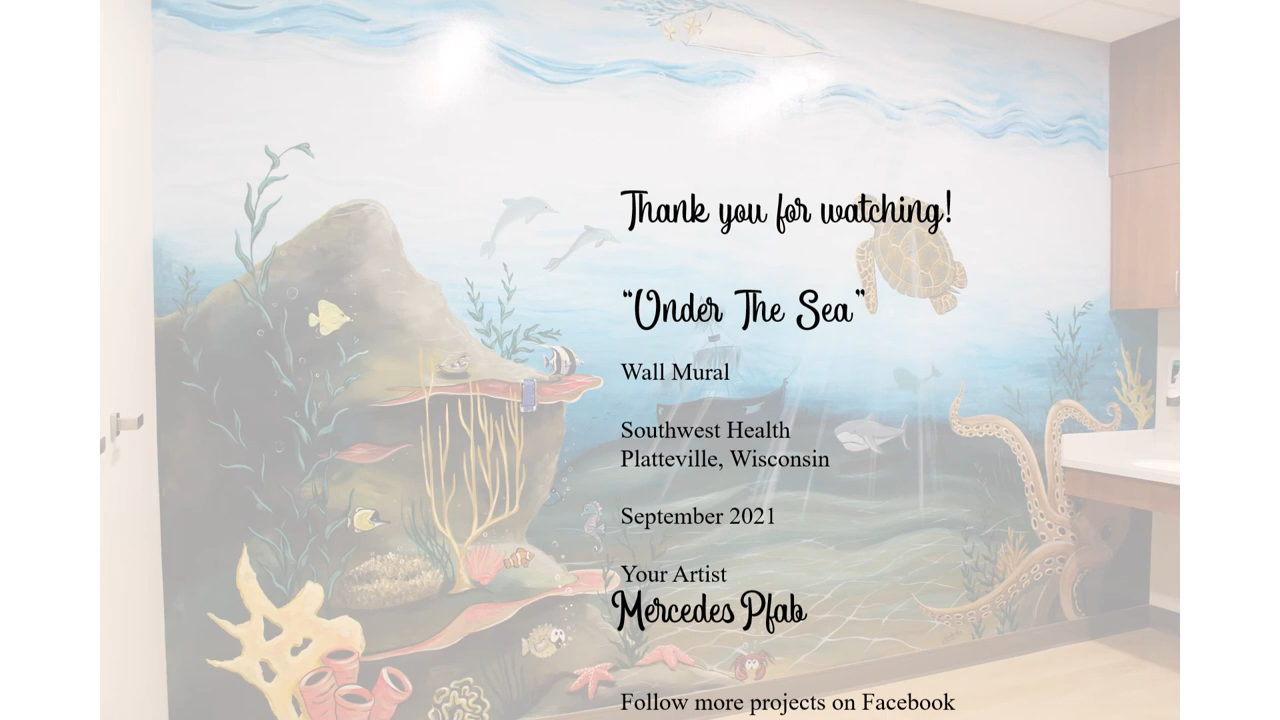 Thank you for watching!
"Under The Sea"
Wall Mural
Southwest Health
Platteville, Wisconsin
September 2021
Your Artist
Mercedes Pfab
Follow more projects on Facebook